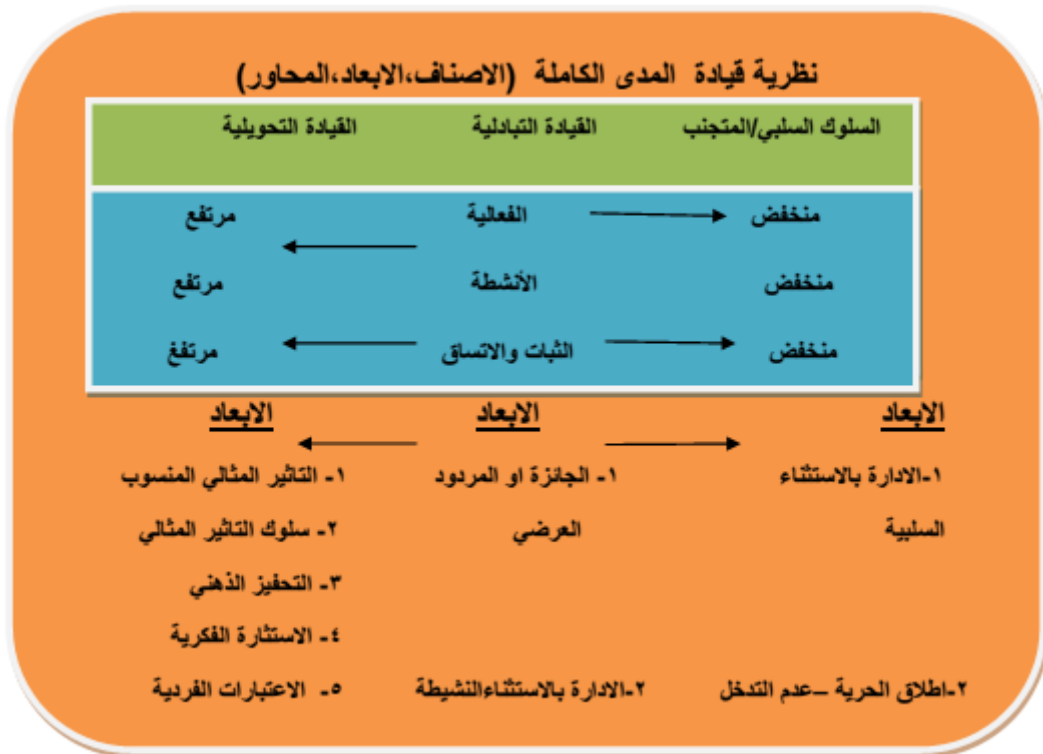 نظرية قيادة المدى الكاملة (الاصناف،الابعاد،المحاور)
السلوك السلبي/المتجنب القيادة التبادلية القيادة التحويلية
منخفض الفعالية مرتفع
منخفض الأنشطة مرتفع
منخفض الثبات والاتساق مرتفغ
الابعاد الابعاد الابعاد
١-الادارة بالاستثناء ١- الجائزة او المردود ١- التاثير المثالي المنسوب
السلبية العرضي ٢- سلوك التاثير المثالي
٣- التحفيز الذهني
٤- الاستثارة الفكرية
٢-اطلاق الحرية –عدم التدخل ٢-الادارة بالاستثناءالنشيطة ٥- الاعتبارات الفردية